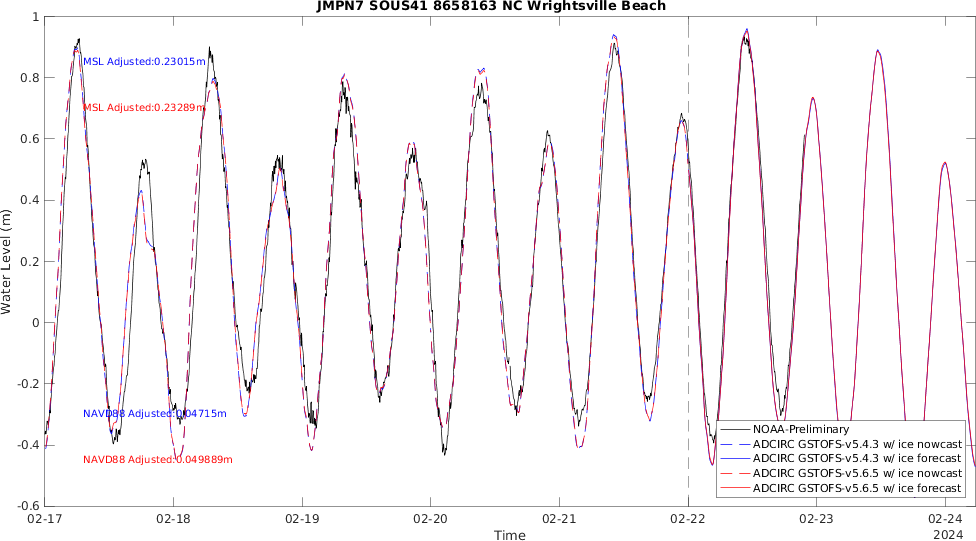 JMPN7 SOUS41 8658163 NC Wrightsville Beach
Water Level (m)
1
0.8
0.6
0.4
0.2
0
-0.2
-0.4
-0.6
MSL Adjusted:0.23015m
MSL Adjusted:0.23289m
NAVD88 Adjusted:0.04715m
NAVD88 Adjusted:0.049889m
NOAA-Preliminary
ADCIRC GSTOFS-v5.4.3 w/ ice nowcast
ADCIRC GSTOFS-v5.4.3 w/ ice forecast
ADCIRC GSTOFS-v5.6.5 w/ ice nowcast
ADCIRC GSTOFS-v5.6.5 w/ ice forecast
02-17 02-18 02-19 02-20 02-21 02-22 02-23 02-24
Time
2024